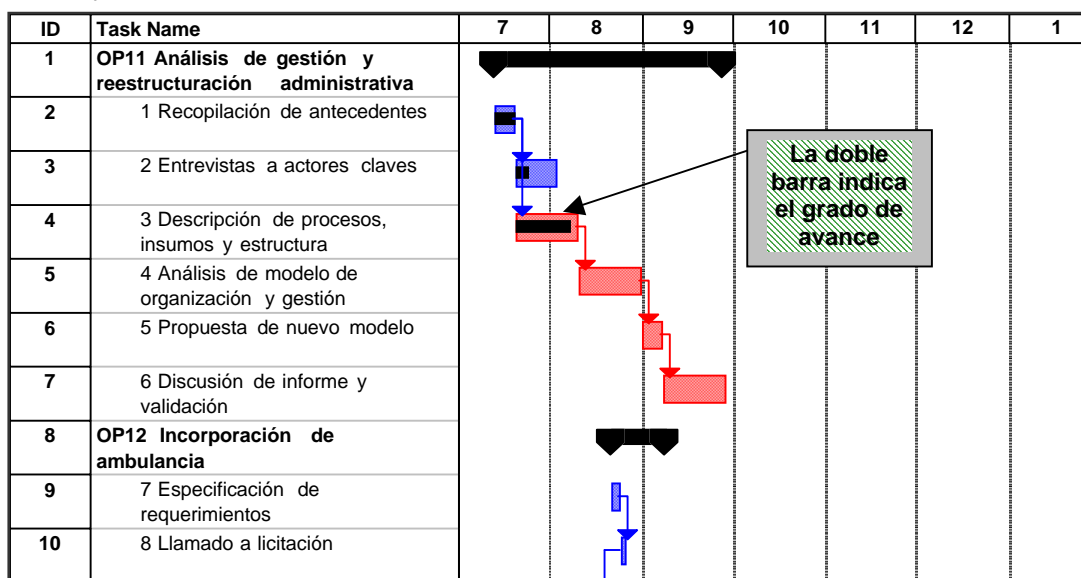 ID Task Name 7 8 9 10 11 12 1
1 OP11 Análisis de gestión y
reestructuración administrativa
2 1 Recopilación de antecedentes
3 2 Entrevistas a actores claves
4 3 Descripción de procesos,
insumos y estructura
5 4 Análisis de modelo de
organización y gestión
6 5 Propuesta de nuevo modelo
7 6 Discusión de informe y
validación
8 OP12 Incorporación de
ambulancia
9 7 Especificación de
requerimientos
10 8 Llamado a licitación
La doble
barra indica
el grado de
avance